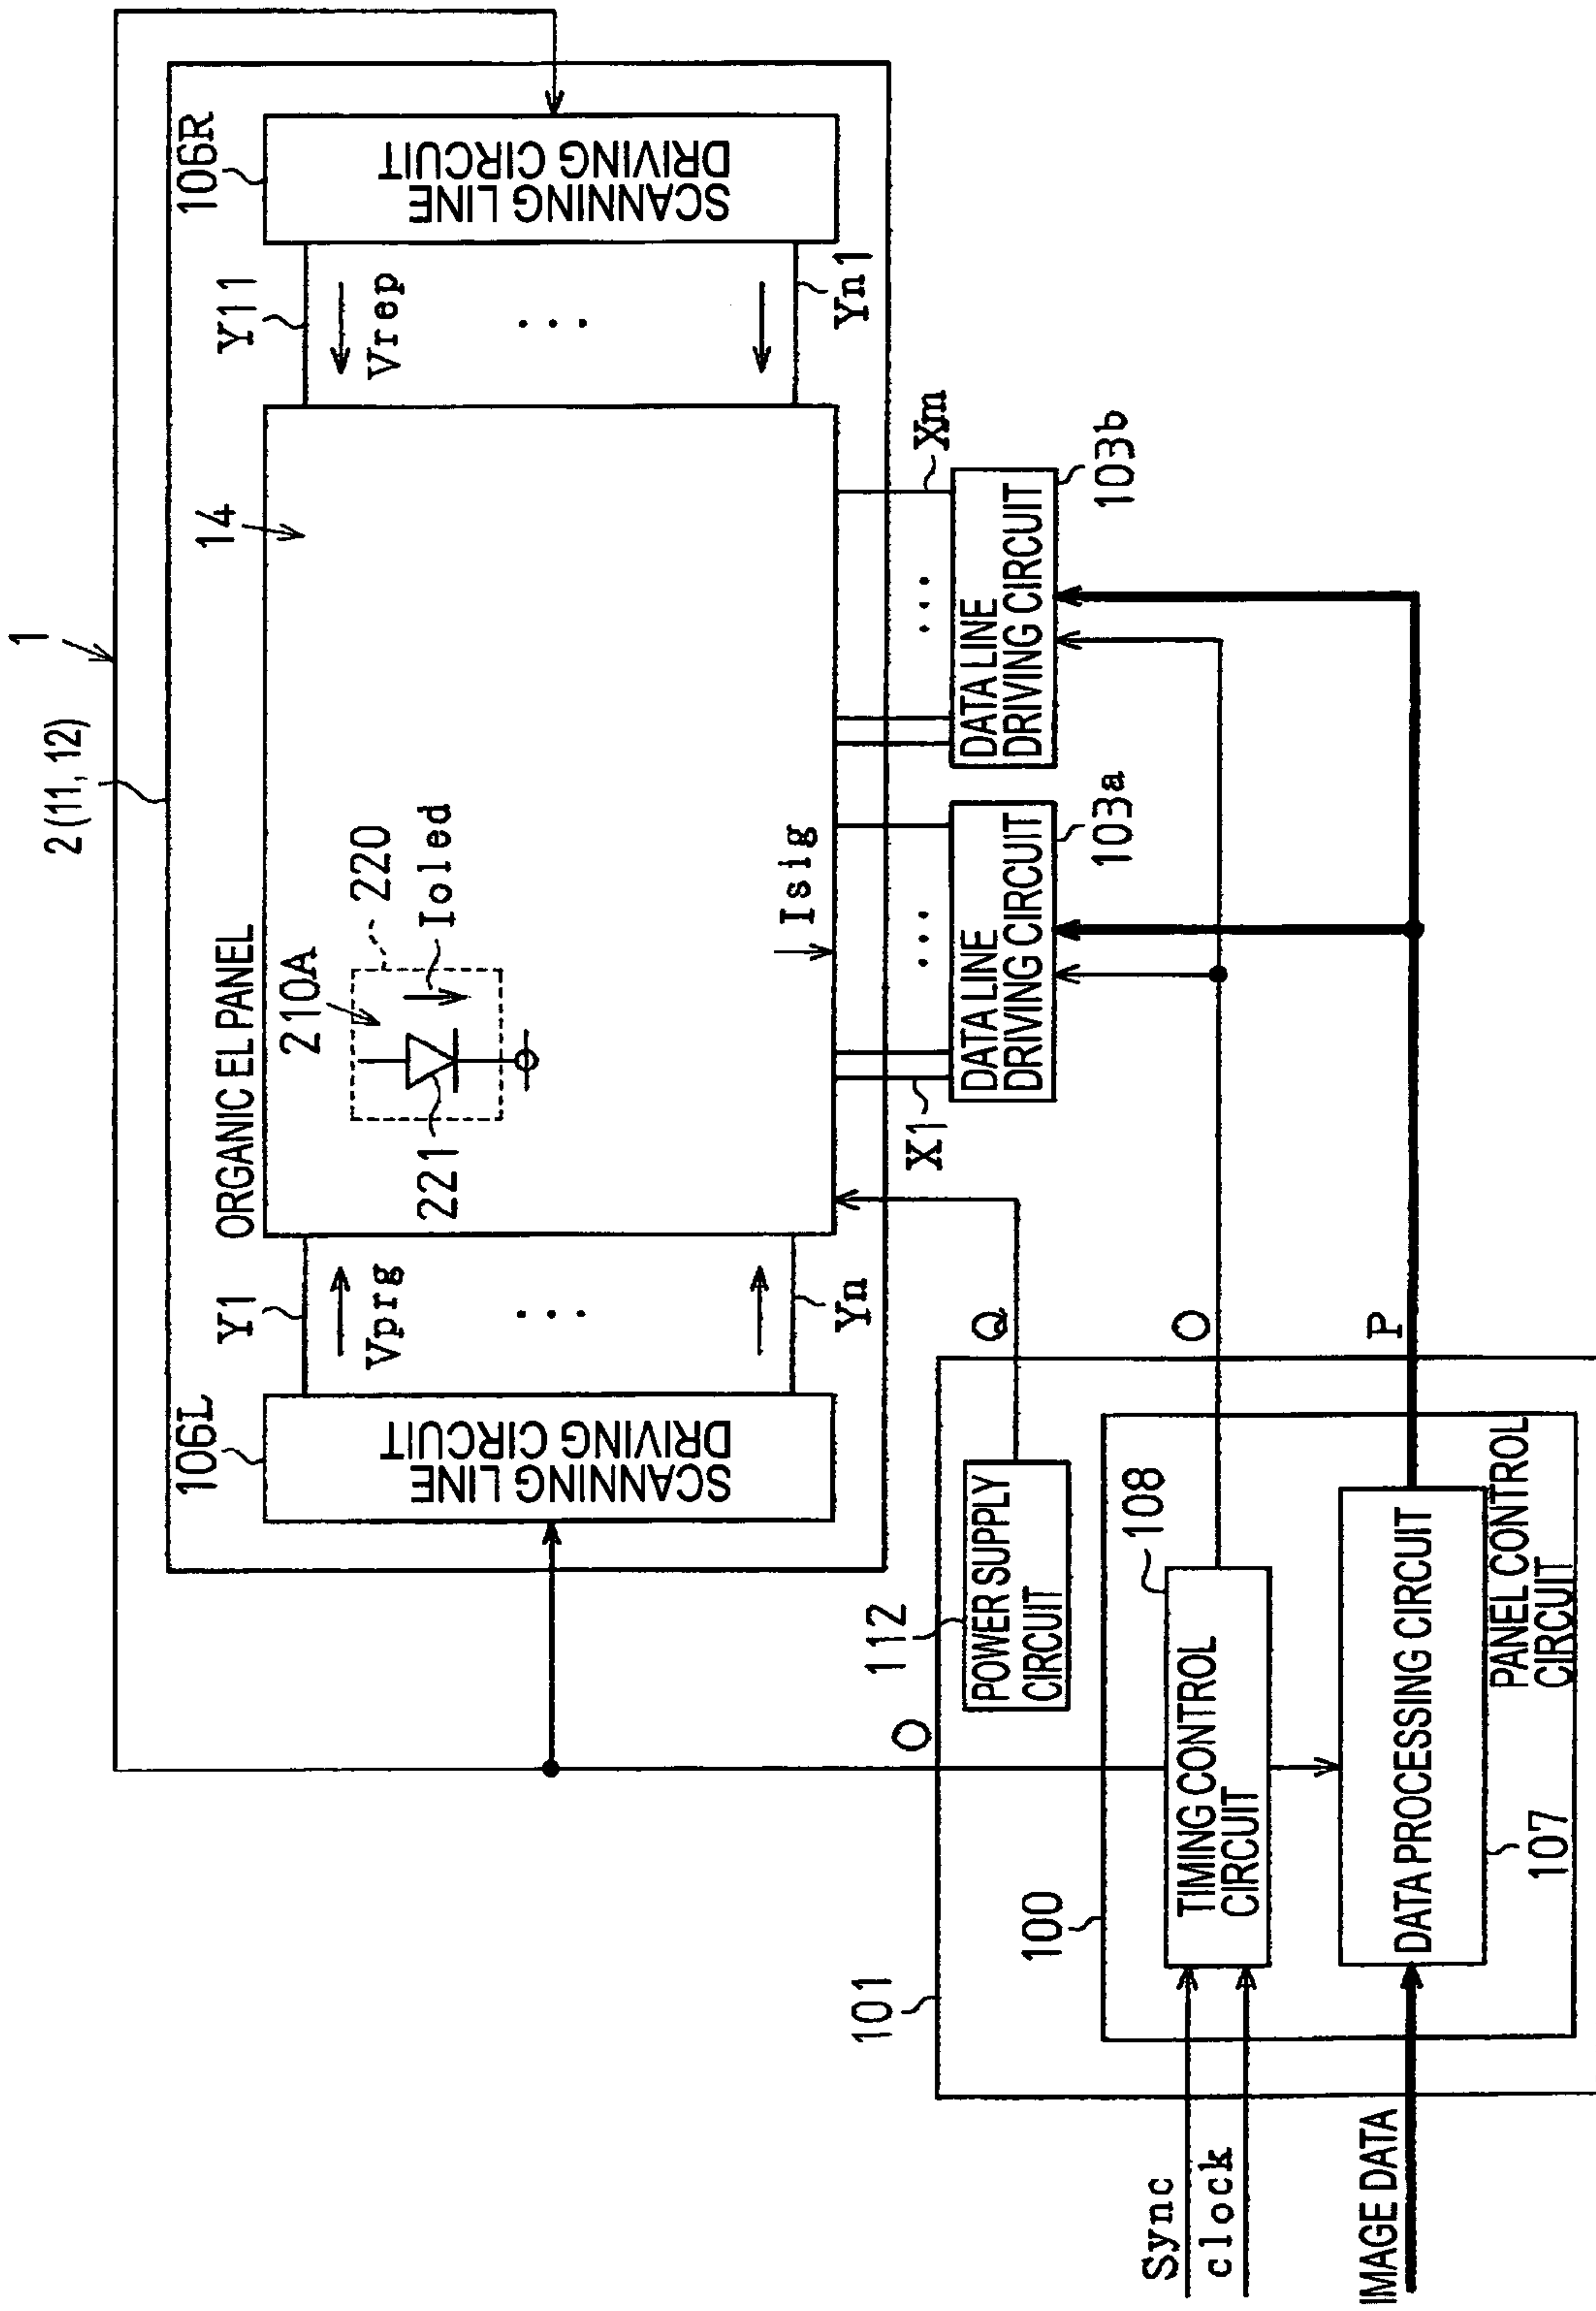 1
2 (11, 12)
106L
Y1
ORGANIC EL PANEL
14
Y11
106R
SCANNING LINE
DRIVING CIRCUIT
Vprg
. . .
Yn
210A
220
221
Ioled
Isig
Vrep
. . .
Yn1
SCANNING LINE
DRIVING CIRCUIT
X1
. . .
. . .
Xm
DATA LINE
DRIVING CIRCUIT
103a
DATA LINE
DRIVING CIRCUIT
103b
101
O
112
POWER SUPPLY
CIRCUIT
Q
100
108
TIMING CONTROL
CIRCUIT
O
Sync
clock
IMAGE DATA
DATA PROCESSING CIRCUIT
P
107
PANEL CONTROL
CIRCUIT